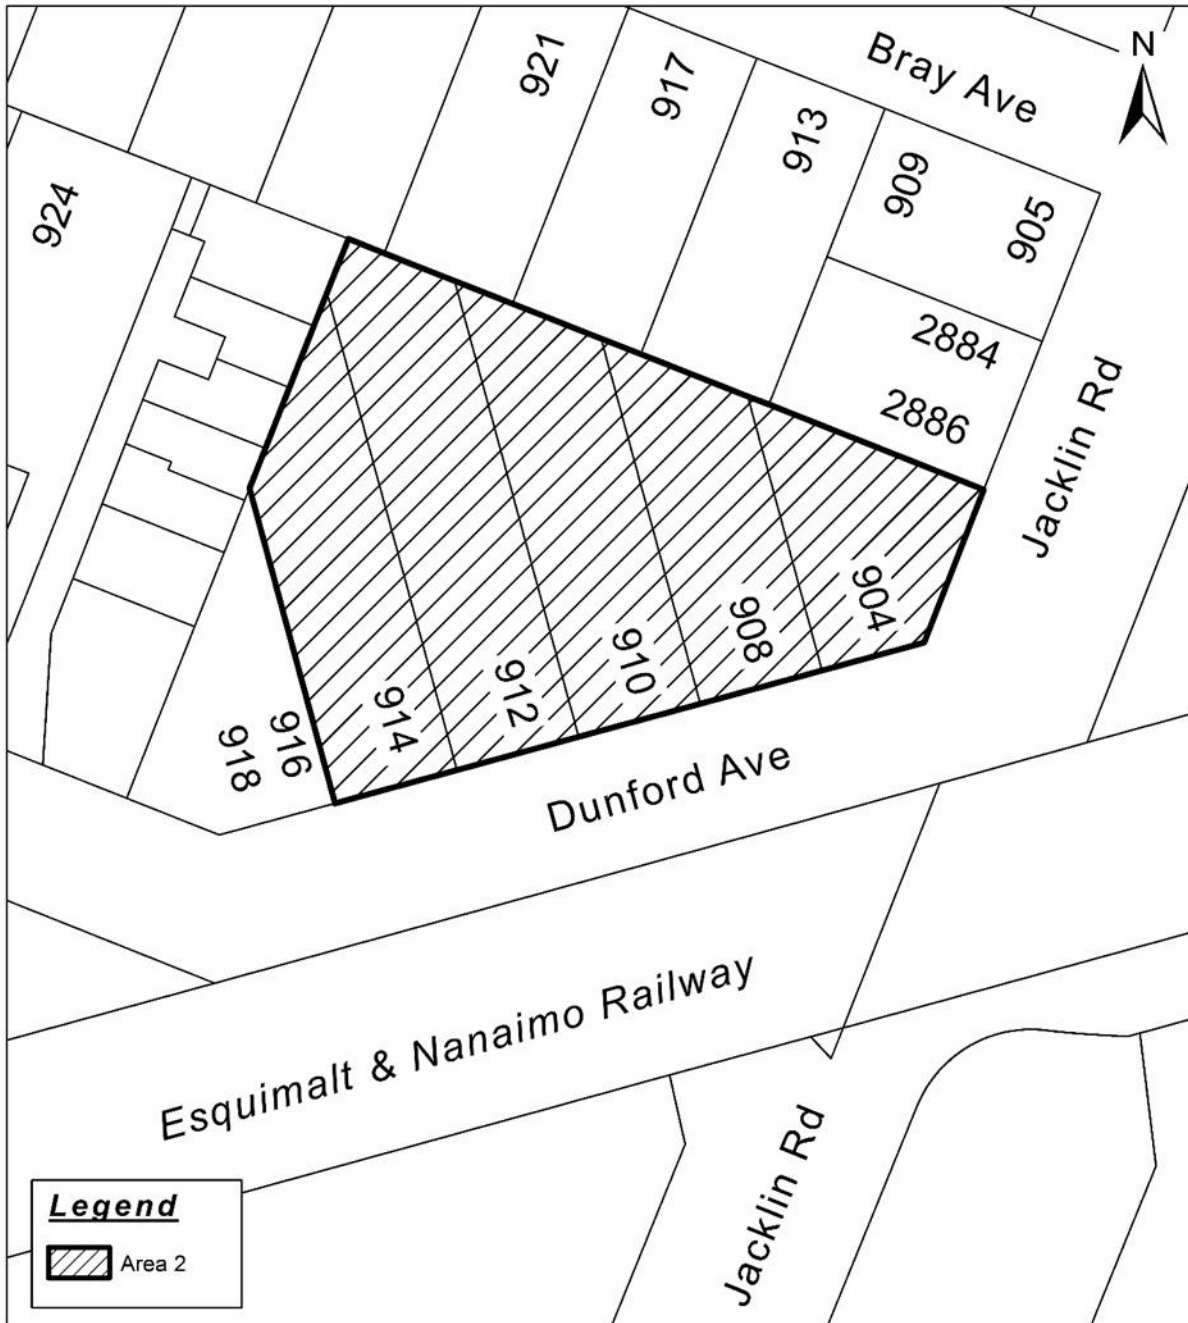 Bray Ave
N
921
917
913
909
905
924
2884
2886
Jacklin Rd
904
908
910
912
914
916
918
Dunford Ave
Esquimalt & Nanaimo Railway
Jacklin Rd
Legend
Area 2